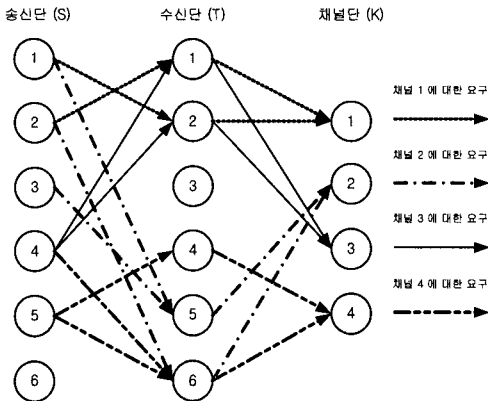 송신단 (S) 수신단 (T) 채널단 (K)
1 1
채널 1 에 대한 요구
2 2 1
채널 2 에 대한 요구
3 3 2
채널 3 에 대한 요구
4 4 3
채널 4 에 대한 요구
5 5 4
6 6